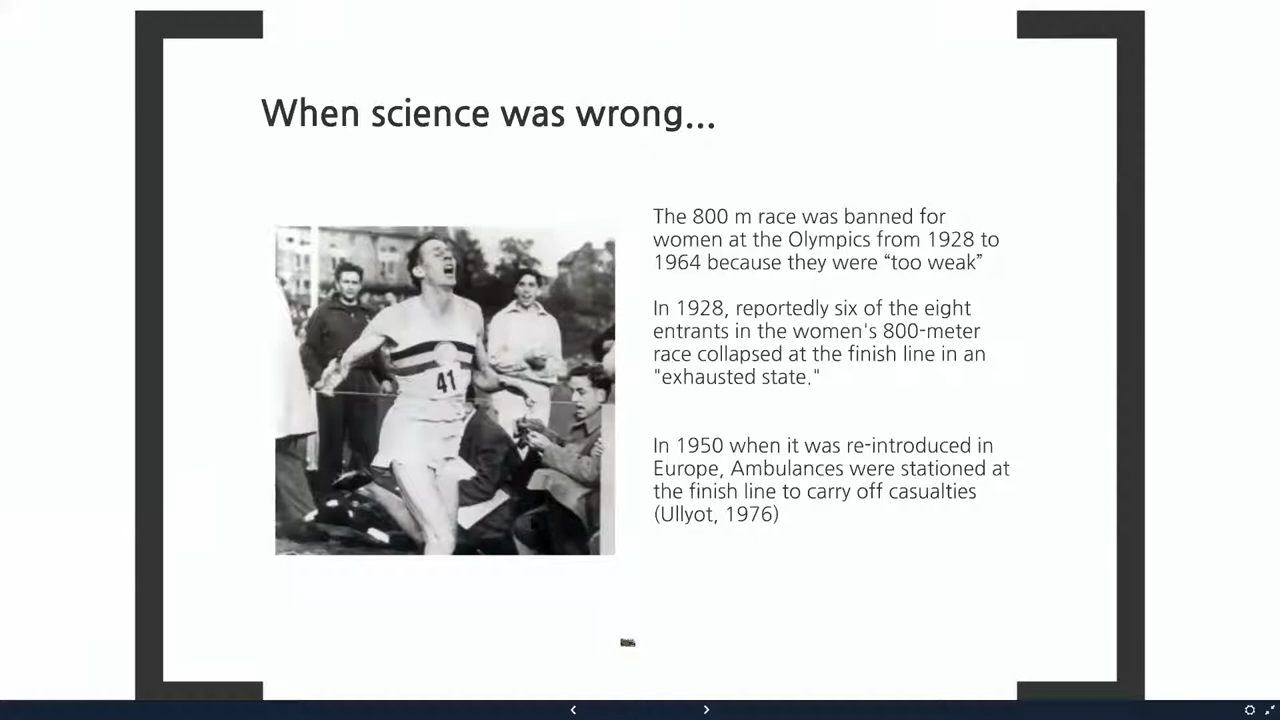 When science was wrong...
The 800 m race was banned for
women at the Olympics from 1928 to
1964 because they were “too weak”
In 1928, reportedly six of the eight
entrants in the women's 800-meter
race collapsed at the finish line in an
"exhausted state."
In 1950 when it was re-introduced in
Europe, Ambulances were stationed at
the finish line to carry off casualties
(Ullyot, 1976)
41